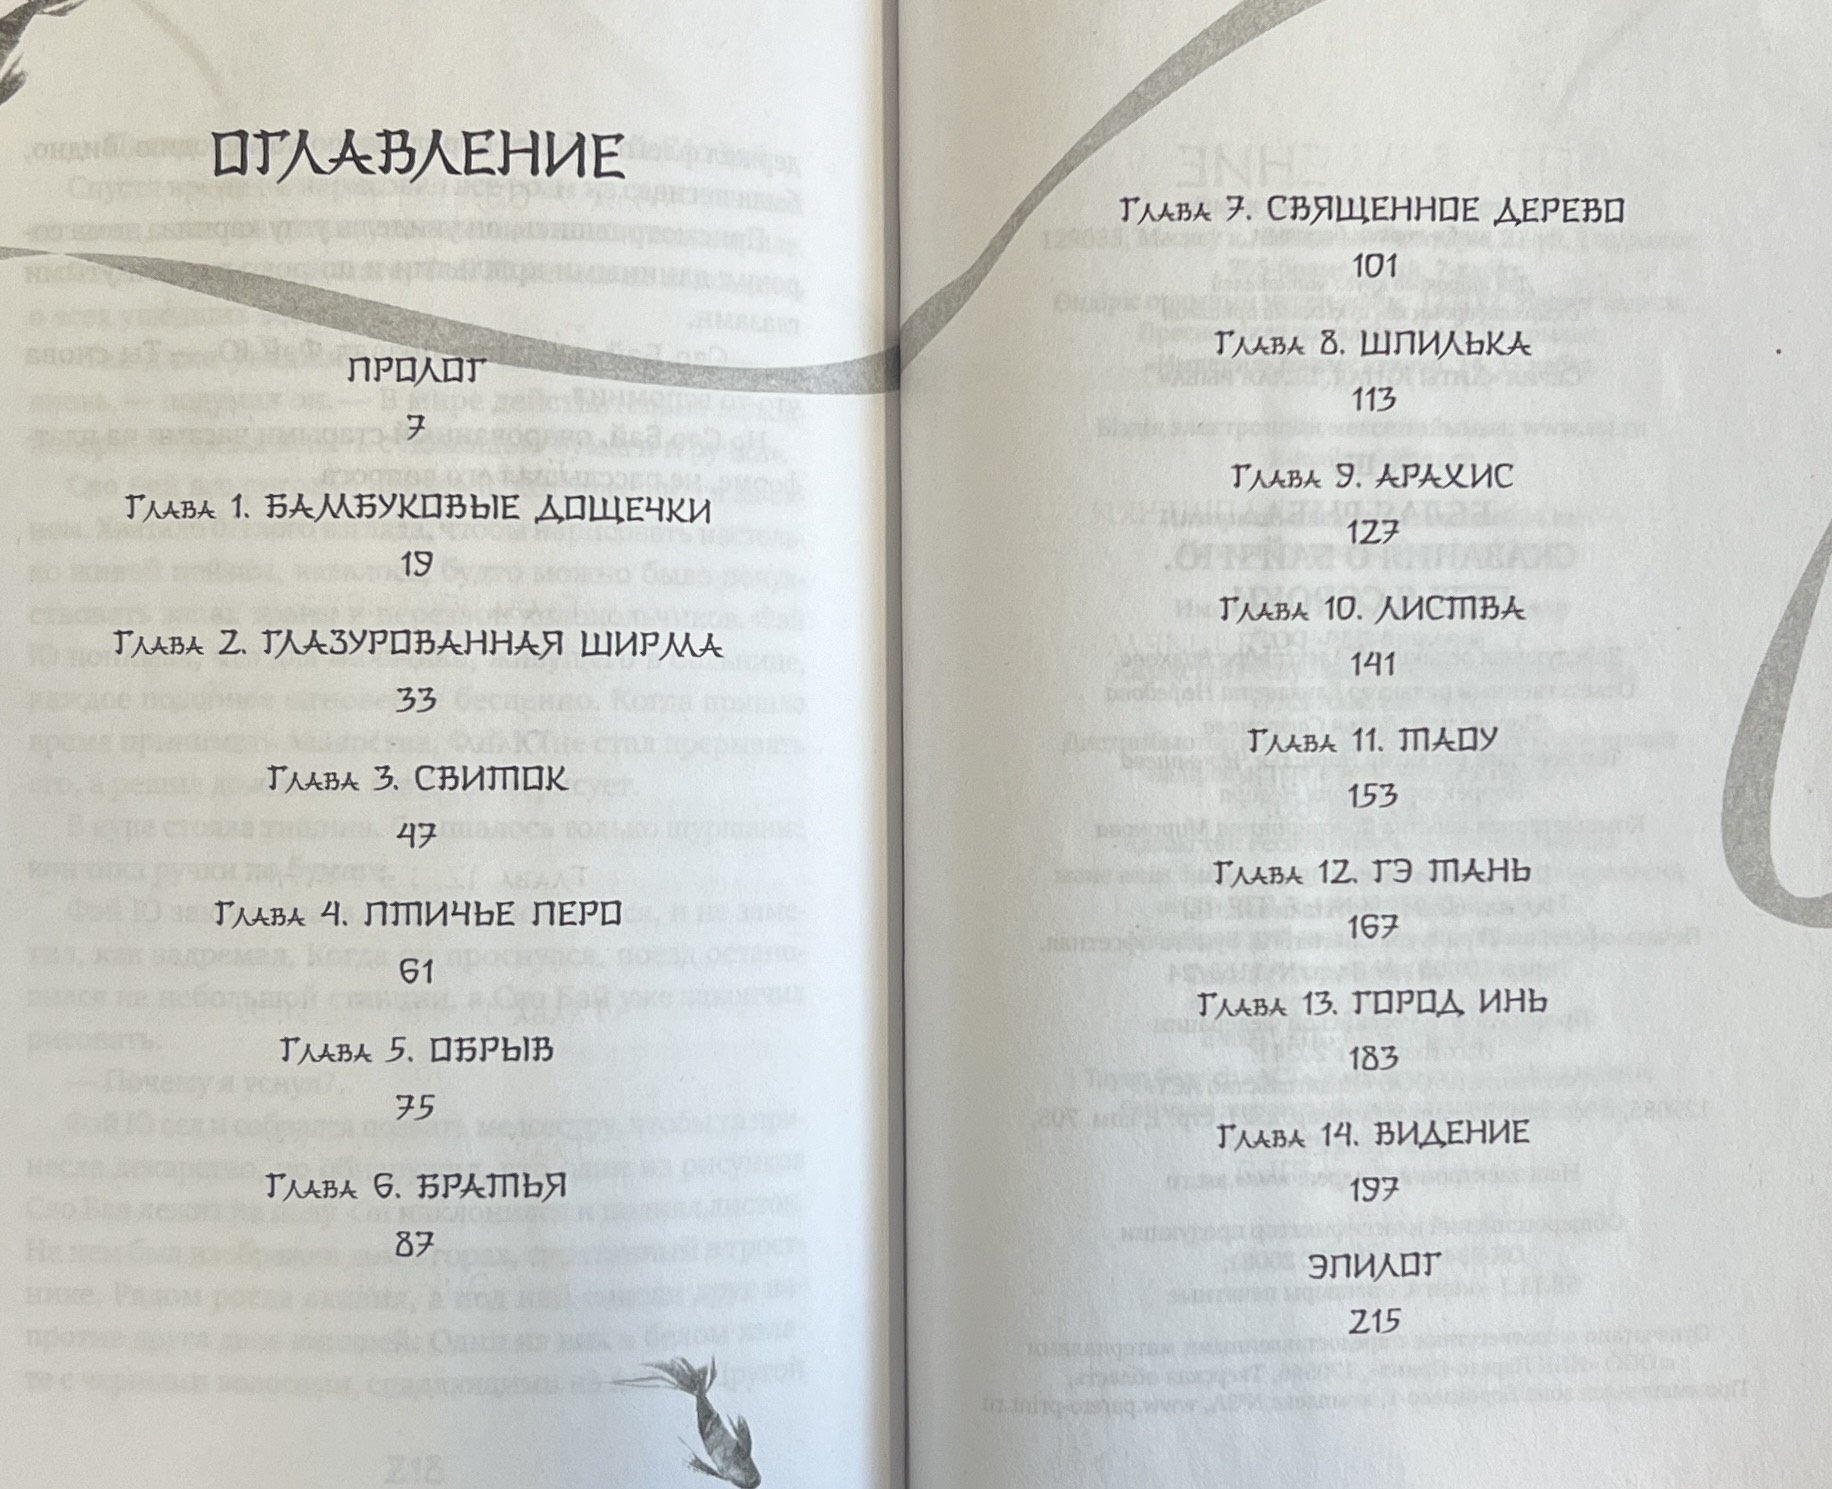 ОГЛАВЛЕНИЕ
ПРОЛОГ
7
Глава 1. БАМБУКОВЫЕ ДОЩЕЧКИ
19
Глава 2. ГЛАЗУРОВАННАЯ ШИРМА
33
Глава 3. СВИТОК
47
Глава 4. ПТИЧЬЕ ПЕРО
61
Глава 5. ОБРЫВ
75
Глава 6. БРАТЬЯ
87
Глава 7. СВЯЩЕННОЕ ДЕРЕВО
101
Глава 8. ШПИЛЬКА
113
Глава 9. АРАХИС
127
Глава 10. ЛИСТВА
141
Глава 11. ТАОУ
153
Глава 12. ГЭ ТАНЬ
167
Глава 13. ГОРОД ИНЬ
183
Глава 14. ВИДЕНИЕ
197
ЭПИЛОГ
215